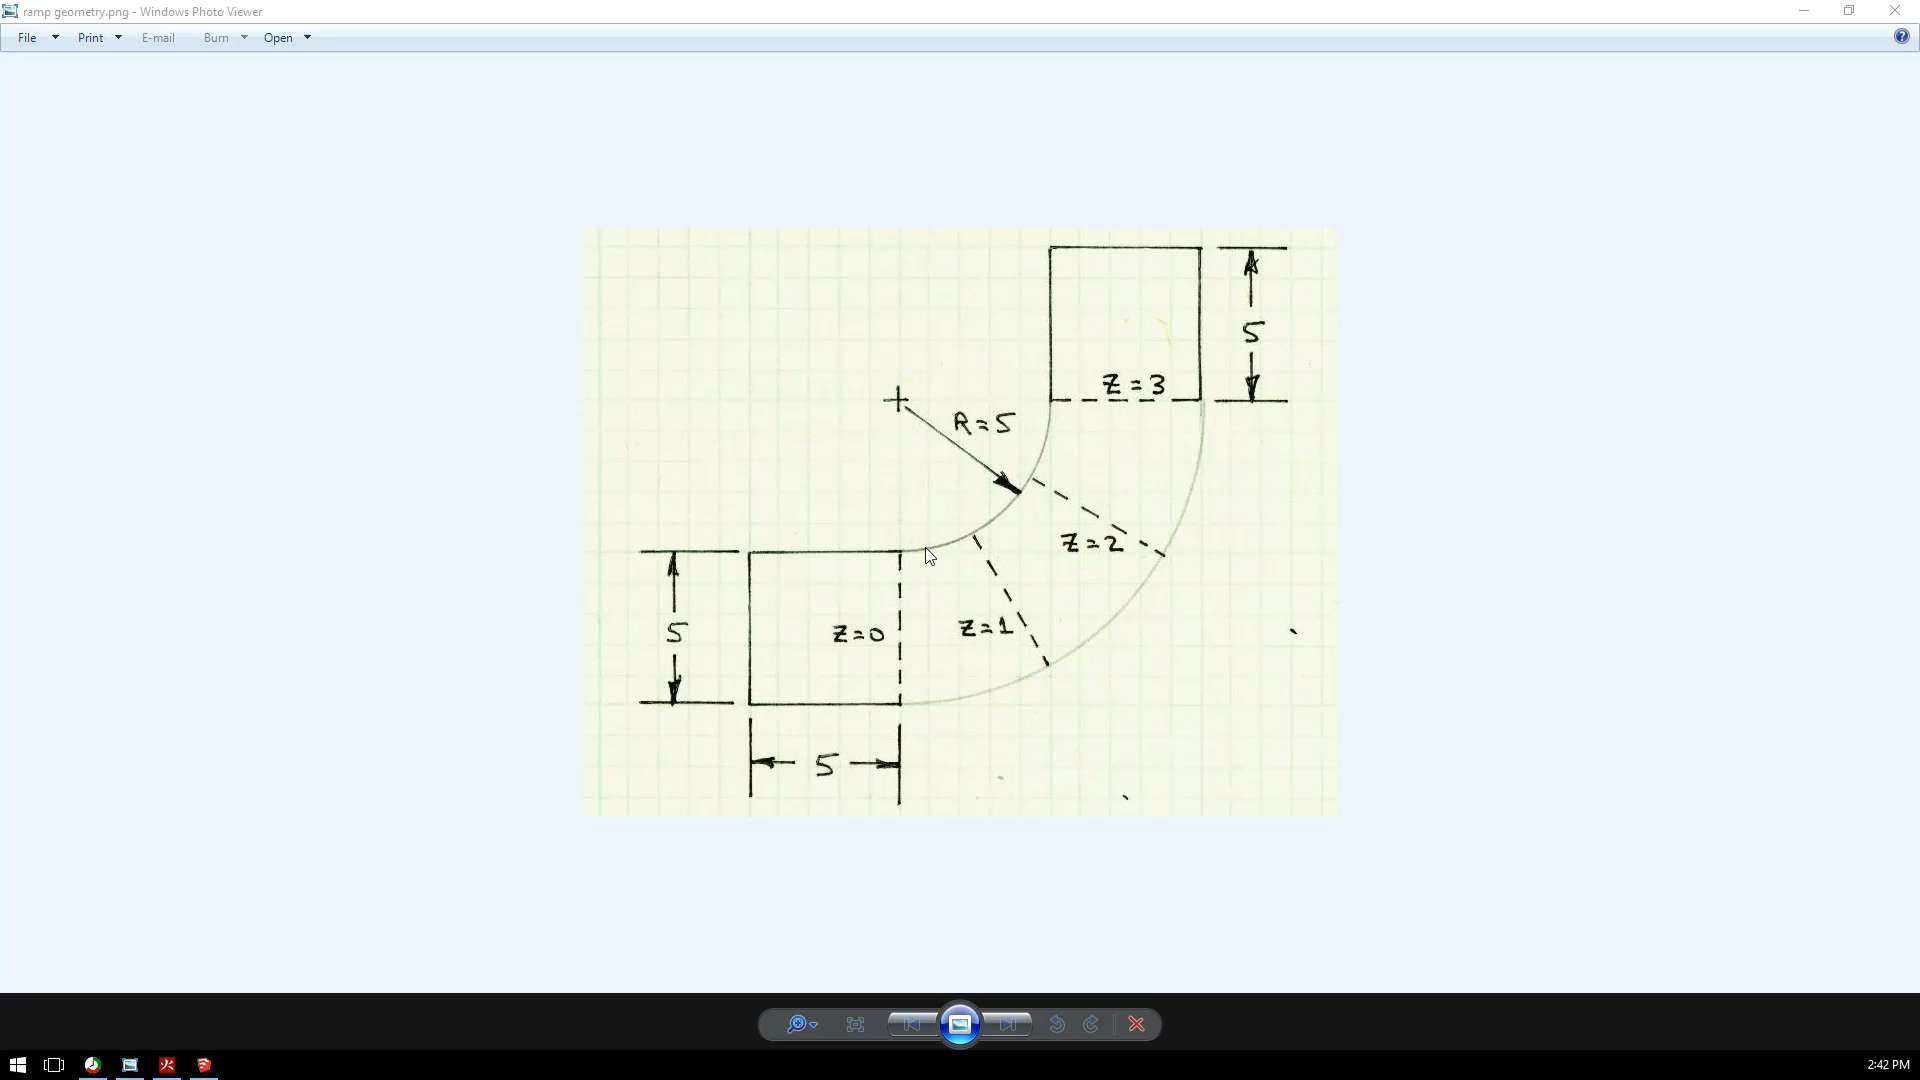 ramp geometry.png - Windows Photo Viewer
File Print E-mail Burn Open
5
Z=3
R=5
Z=2
5
Z=0
Z=1
5
2:42 PM